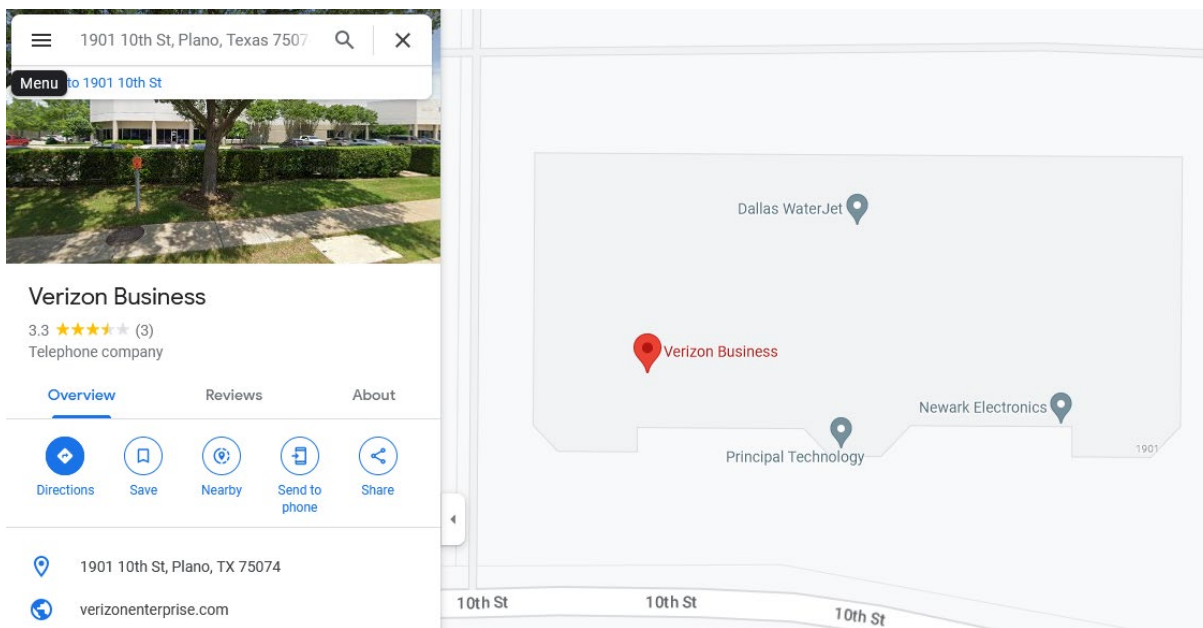 1901 10th St, Plano, Texas 7507
Menu to 1901 10th St
Verizon Business
3.3 (3)
Telephone company
Overview Reviews About
Directions Save Nearby Send to phone Share
1901 10th St, Plano, TX 75074
verizonenterprise.com
Dallas WaterJet
Verizon Business
Newark Electronics
Principal Technology
1901
10th St 10th St 10th St